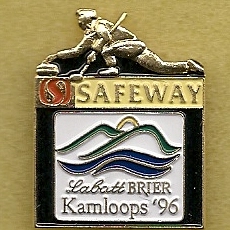 S SAFEWAY
Labatt BRIER
Kamloops '96